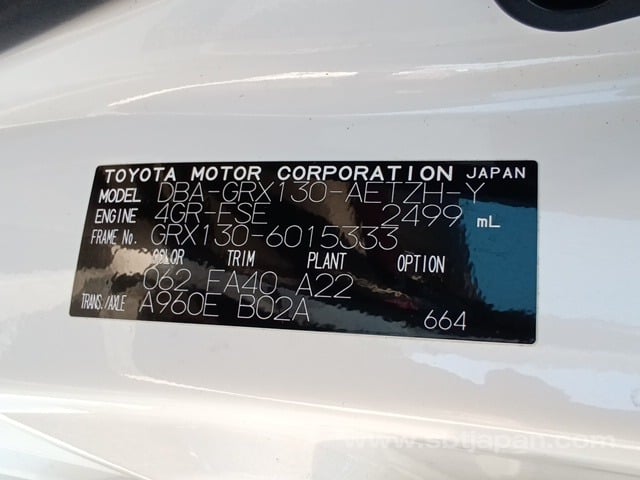 TOYOTA MOTOR CORPORATION JAPAN
MODEL DBA-GRX130-AETZH-Y
ENGINE 4GR-FSE 2499 mL
FRAME No. GRX130-6015333
COLOR TRIM PLANT OPTION
062 FA40 A22
TRANS./AXLE A960E B02A 664
www.sbtjapan.com